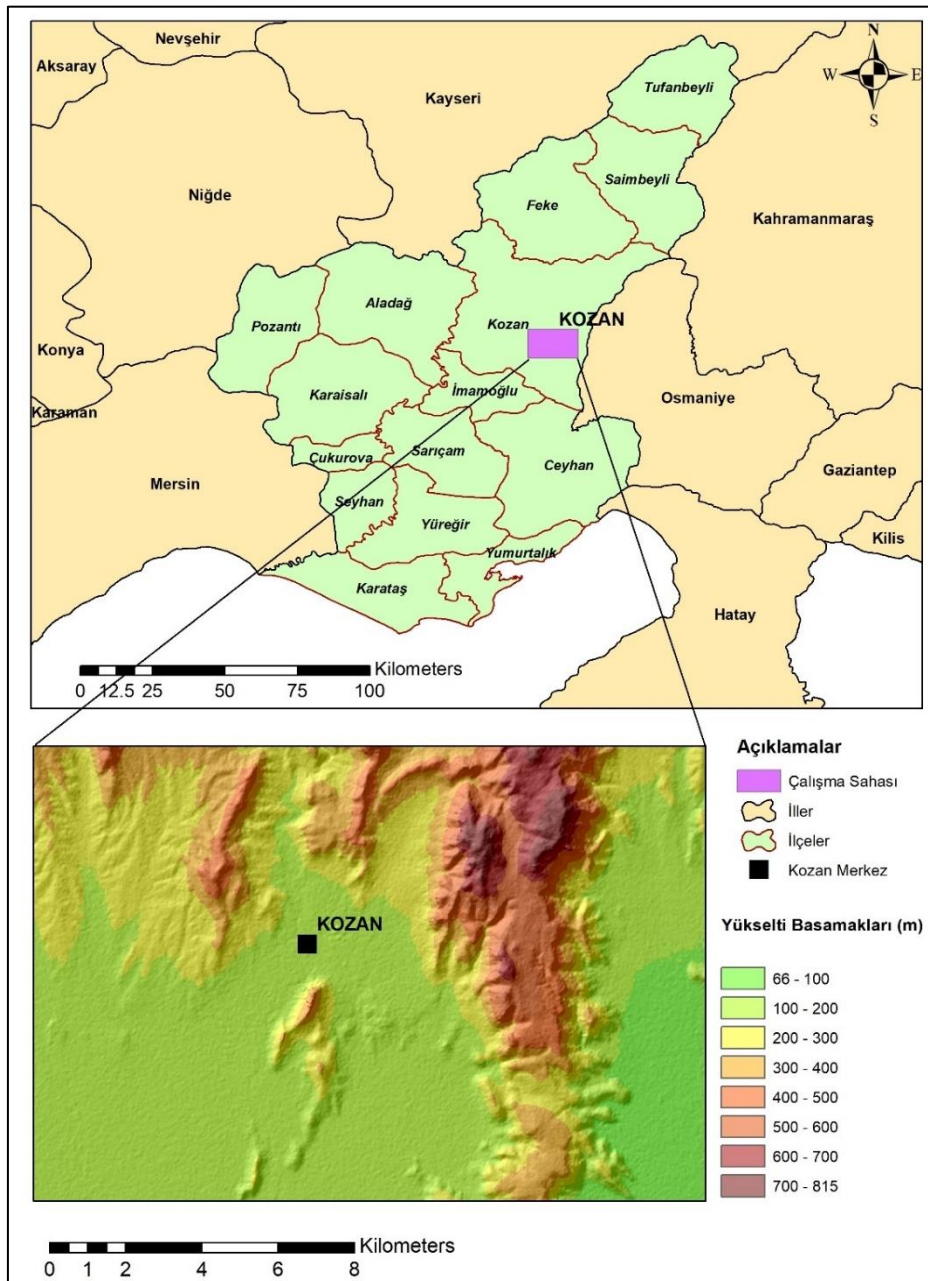 Nevşehir
N
Aksaray
Tufanbeyli
W
E
Kayseri
S
Saimbeyli
Niğde
Feke
Kahramanmaraş
Aladağ
Pozantı
Kozan
KOZAN
Konya
Karaisalı
İmamoğlu
Osmaniye
Karaman
Çukurova
Sarıçam
Ceyhan
Gaziantep
Mersin
Seyhan
Yüreğir
Kilis
Yumurtalık
Karataş
Hatay
Kilometers
0 12.5 25 50 75 100
Açıklamalar
Çalışma Sahası
İller
İlçeler
Kozan Merkez
KOZAN
Yükselti Basamakları (m)
66 - 100
100 - 200
200 - 300
300 - 400
400 - 500
500 - 600
600 - 700
700 - 815
Kilometers
0 1 2 4 6 8